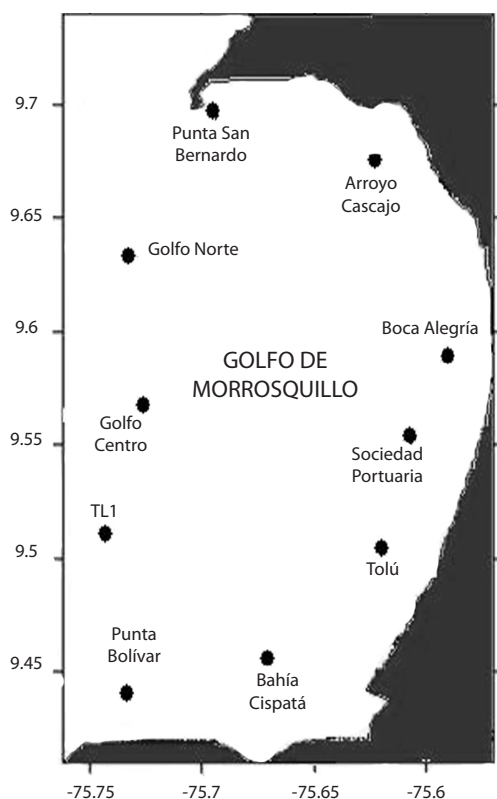 9.7
Punta San
Bernardo
Arroyo
Cascajo
9.65
Golfo Norte
9.6
Boca Alegría
GOLFO DE
MORROSQUILLO
Golfo
Centro
9.55
Sociedad
Portuaria
TL1
9.5
Tolú
Punta
Bolívar
9.45
Bahía
Cispatá
-75.75
-75.7
-75.65
-75.6